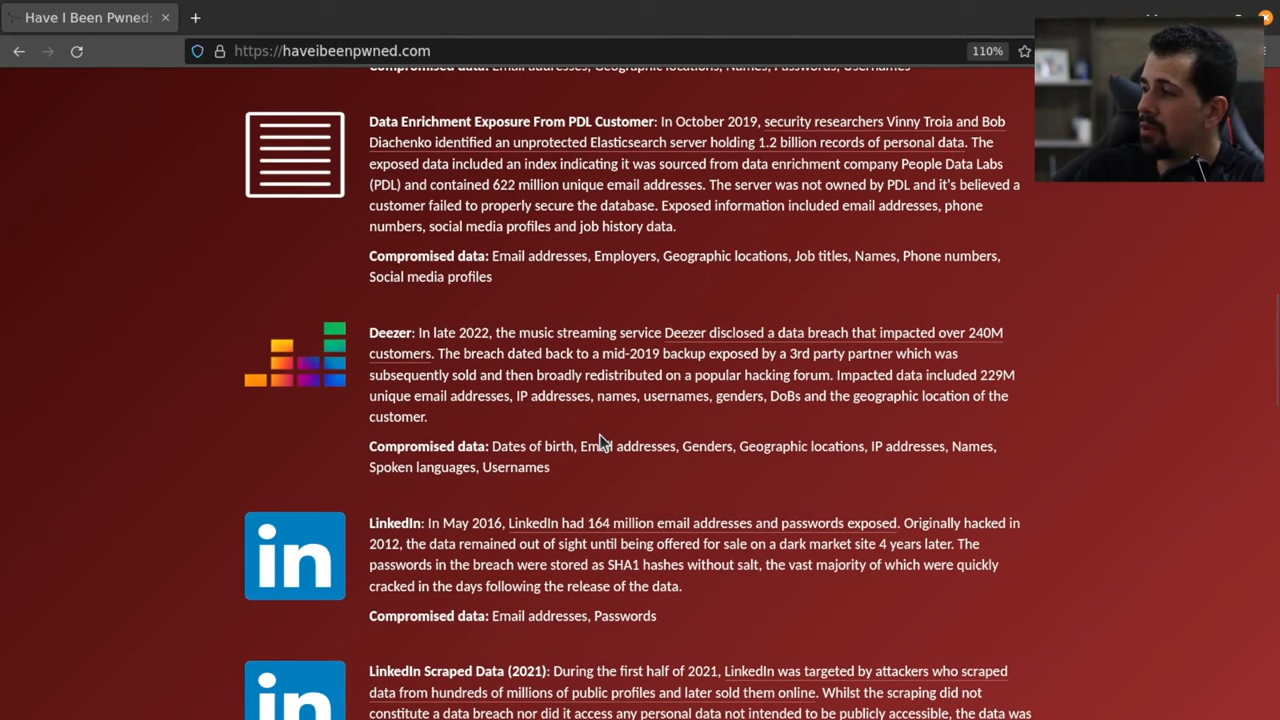 Have I Been Pwned:
https://haveibeenpwned.com
110%
Compromised data: Email addresses, Geographic locations, Names, Passwords, Usernames
Data Enrichment Exposure From PDL Customer: In October 2019, security researchers Vinny Troia and Bob
Diachenko identified an unprotected Elasticsearch server holding 1.2 billion records of personal data. The
exposed data included an index indicating it was sourced from data enrichment company People Data Labs
(PDL) and contained 622 million unique email addresses. The server was not owned by PDL and it's believed a
customer failed to properly secure the database. Exposed information included email addresses, phone
numbers, social media profiles and job history data.
Compromised data: Email addresses, Employers, Geographic locations, Job titles, Names, Phone numbers,
Social media profiles
Deezer: In late 2022, the music streaming service Deezer disclosed a data breach that impacted over 240M
customers. The breach dated back to a mid-2019 backup exposed by a 3rd party partner which was
subsequently sold and then broadly redistributed on a popular hacking forum. Impacted data included 229M
unique email addresses, IP addresses, names, usernames, genders, DoBs and the geographic location of the
customer.
Compromised data: Dates of birth, Email addresses, Genders, Geographic locations, IP addresses, Names,
Spoken languages, Usernames
in
LinkedIn: In May 2016, LinkedIn had 164 million email addresses and passwords exposed. Originally hacked in
2012, the data remained out of sight until being offered for sale on a dark market site 4 years later. The
passwords in the breach were stored as SHA1 hashes without salt, the vast majority of which were quickly
cracked in the days following the release of the data.
Compromised data: Email addresses, Passwords
in
LinkedIn Scraped Data (2021): During the first half of 2021, LinkedIn was targeted by attackers who scraped
data from hundreds of millions of public profiles and later sold them online. Whilst the scraping did not
constitute a data breach nor did it access any personal data not intended to be publicly accessible, the data was